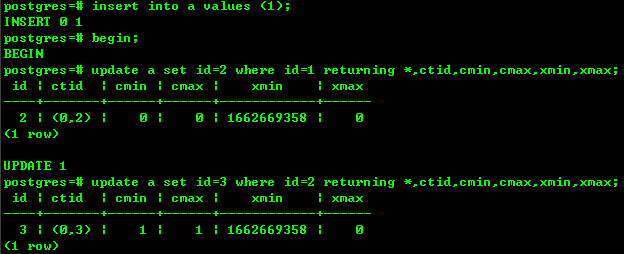 postgres=# insert into a values (1);
INSERT 0 1
postgres=# begin;
BEGIN
postgres=# update a set id=2 where id=1 returning *,ctid,cmin,cmax,xmin,xmax;
 id | ctid  | cmin | cmax |    xmin    | xmax
----+-------+------+------+------------+------
  2 | (0,2) |    0 |    0 | 1662669358 |    0
(1 row)

UPDATE 1
postgres=# update a set id=3 where id=2 returning *,ctid,cmin,cmax,xmin,xmax;
 id | ctid  | cmin | cmax |    xmin    | xmax
----+-------+------+------+------------+------
  3 | (0,3) |    1 |    1 | 1662669358 |    0
(1 row)